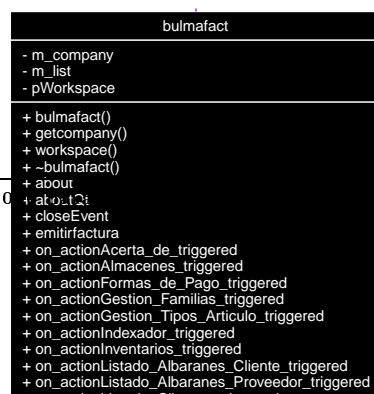 bulmafact
- m_company
- m_list
- pWorkspace
+ bulmafact()
+ getcompany()
+ workspace()
+ ~bulmafact()
+ about
+ aboutQt
+ closeEvent
+ emitirfactura
+ on_actionAcerta_de_triggered
+ on_actionAlmacenes_triggered
+ on_actionFormas_de_Pago_triggered
+ on_actionGestion_Familias_triggered
+ on_actionGestion_Tipos_Articulo_triggered
+ on_actionIndexador_triggered
+ on_actionInventarios_triggered
+ on_actionListado_Albaranes_Cliente_triggered
+ on_actionListado_Albaranes_Proveedor_triggered